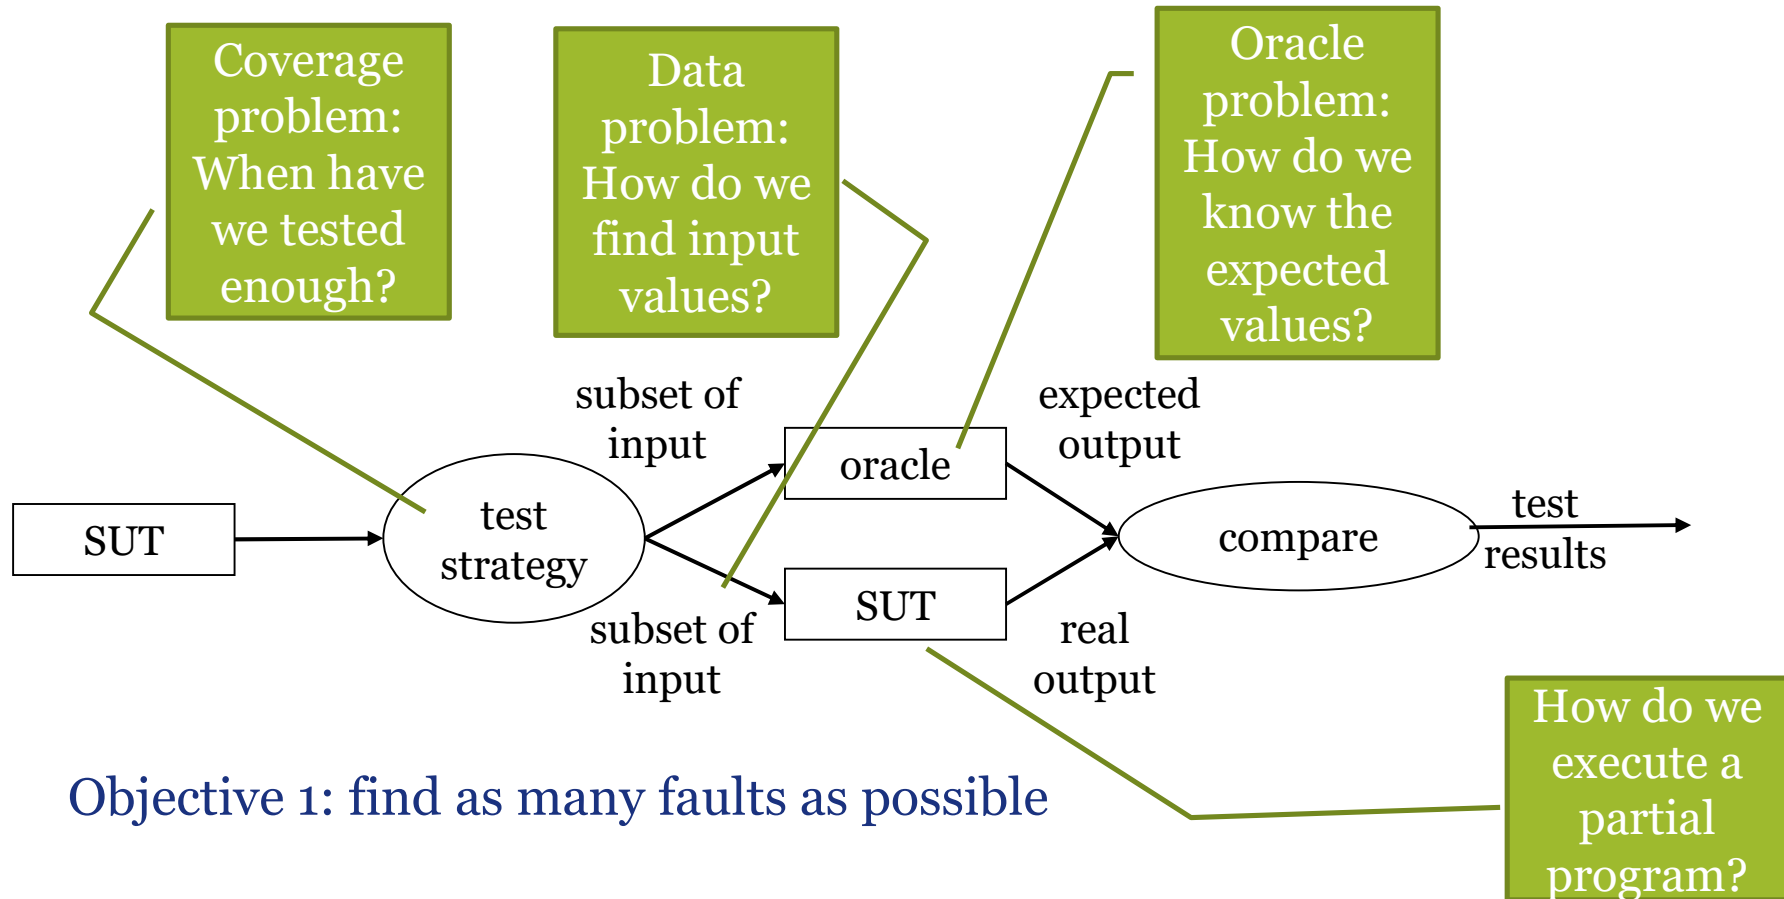 Coverage
problem:
When have
we tested
enough?
Data
problem:
How do we
find input
values?
Oracle
problem:
How do we
know the
expected
values?
subset of
input
expected
output
oracle
SUT
test
strategy
compare
test
results
SUT
subset of
input
real
output
How do we
execute a
partial
program?
Objective 1: find as many faults as possible